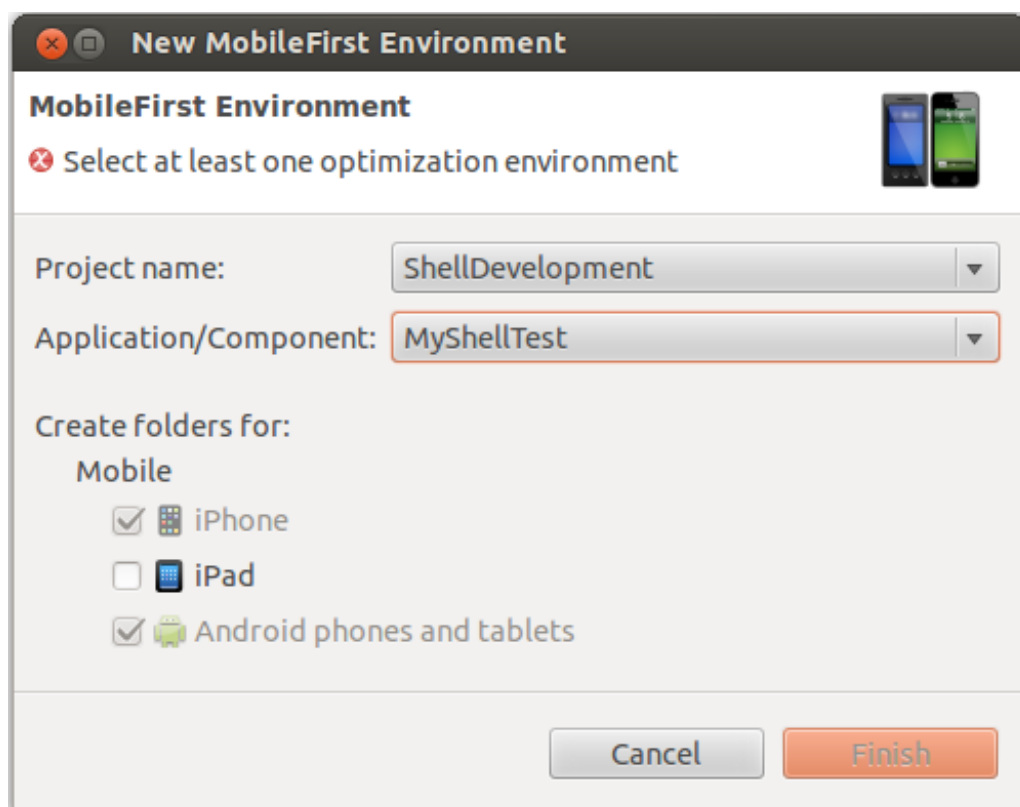 New MobileFirst Environment
MobileFirst Environment
Select at least one optimization environment
Project name: ShellDevelopment
Application/Component: MyShellTest
Create folders for:
Mobile
iPhone
iPad
Android phones and tablets
Cancel Finish